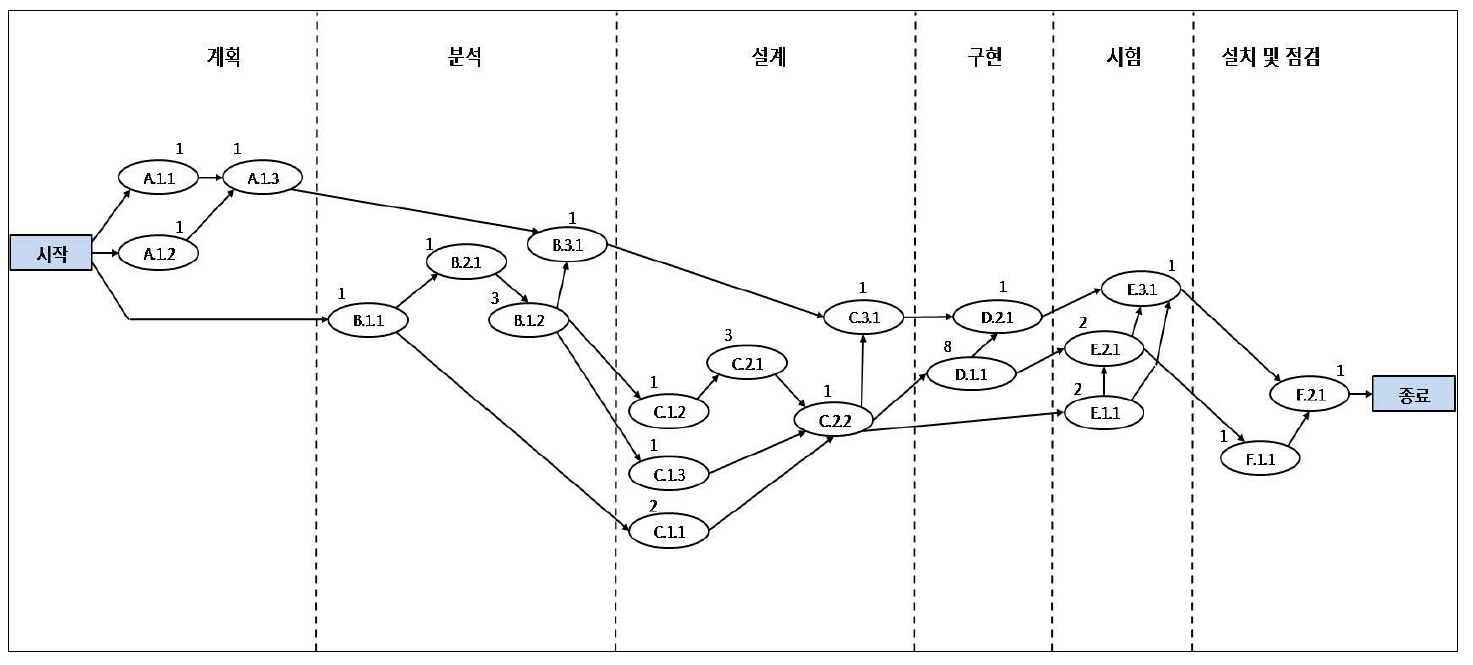 계획 분석 설계 구현 시험 설치 및 점검
1 1
A.1.1 A.1.3
1
시작 A.1.2
1
B.3.1
1 B.2.1
1 3
B.1.1 B.1.2
1 1 1
C.3.1 D.2.1 E.3.1
3 8 2
C.2.1 D.1.1 E.2.1
1 1 2 1
C.1.2 C.2.2 E.1.1 F.2.1 종료
1 1
C.1.3 F.1.1
2
C.1.1